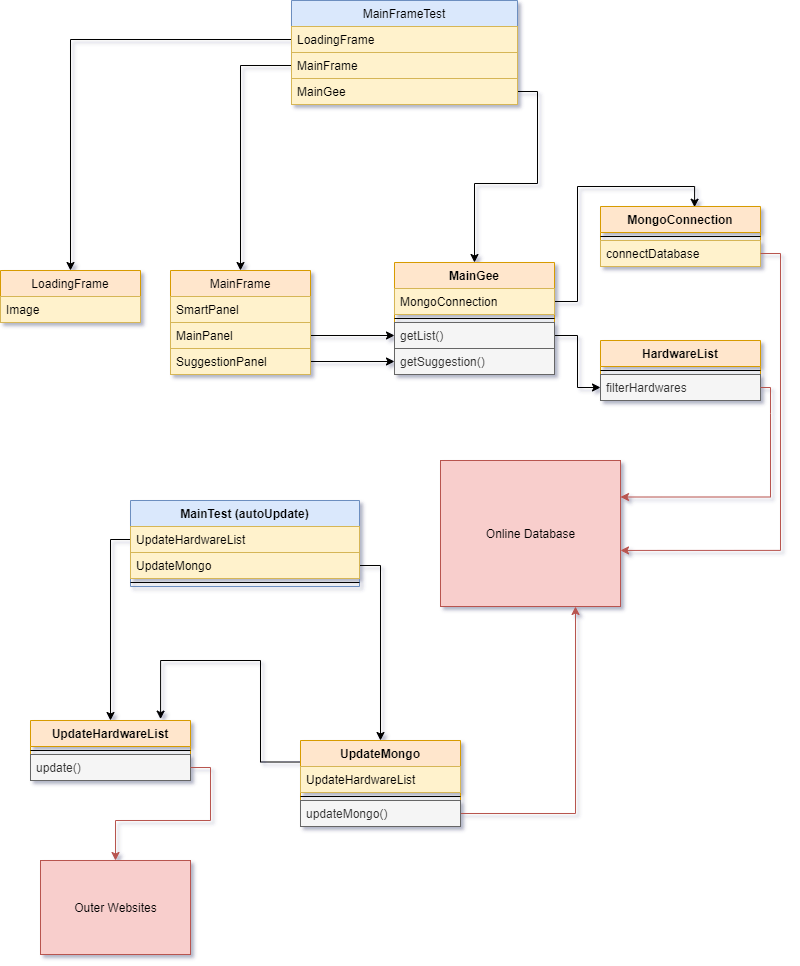 MainFrameTest
LoadingFrame
MainFrame
MainGee
MongoConnection
connectDatabase
LoadingFrame
Image
MainFrame
SmartPanel
MainPanel
SuggestionPanel
MainGee
MongoConnection
getList()
getSuggestion()
HardwareList
filterHardwares
Online Database
MainTest (autoUpdate)
UpdateHardwareList
UpdateMongo
UpdateHardwareList
update()
UpdateMongo
UpdateHardwareList
updateMongo()
Outer Websites